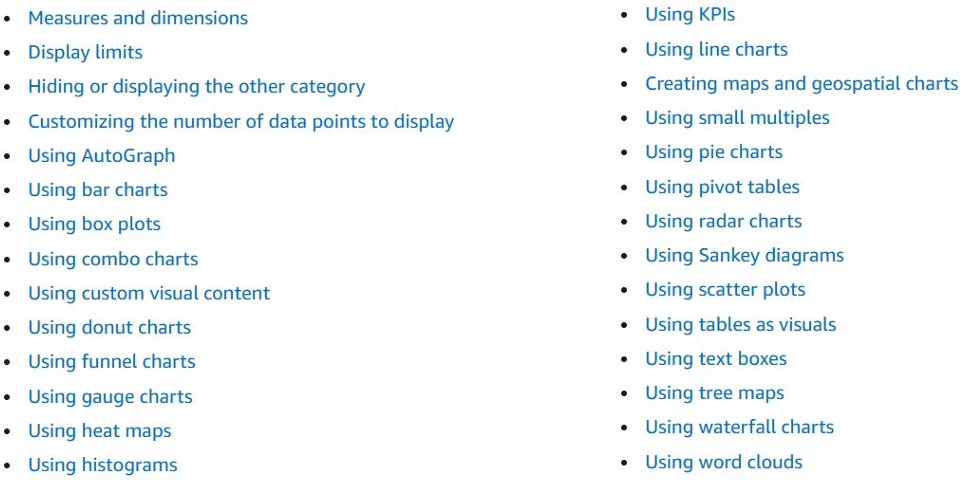 Measures and dimensions
Display limits
Hiding or displaying the other category
Customizing the number of data points to display
Using AutoGraph
Using bar charts
Using box plots
Using combo charts
Using custom visual content
Using donut charts
Using funnel charts
Using gauge charts
Using heat maps
Using histograms
Using KPIs
Using line charts
Creating maps and geospatial charts
Using small multiples
Using pie charts
Using pivot tables
Using radar charts
Using Sankey diagrams
Using scatter plots
Using tables as visuals
Using text boxes
Using tree maps
Using waterfall charts
Using word clouds